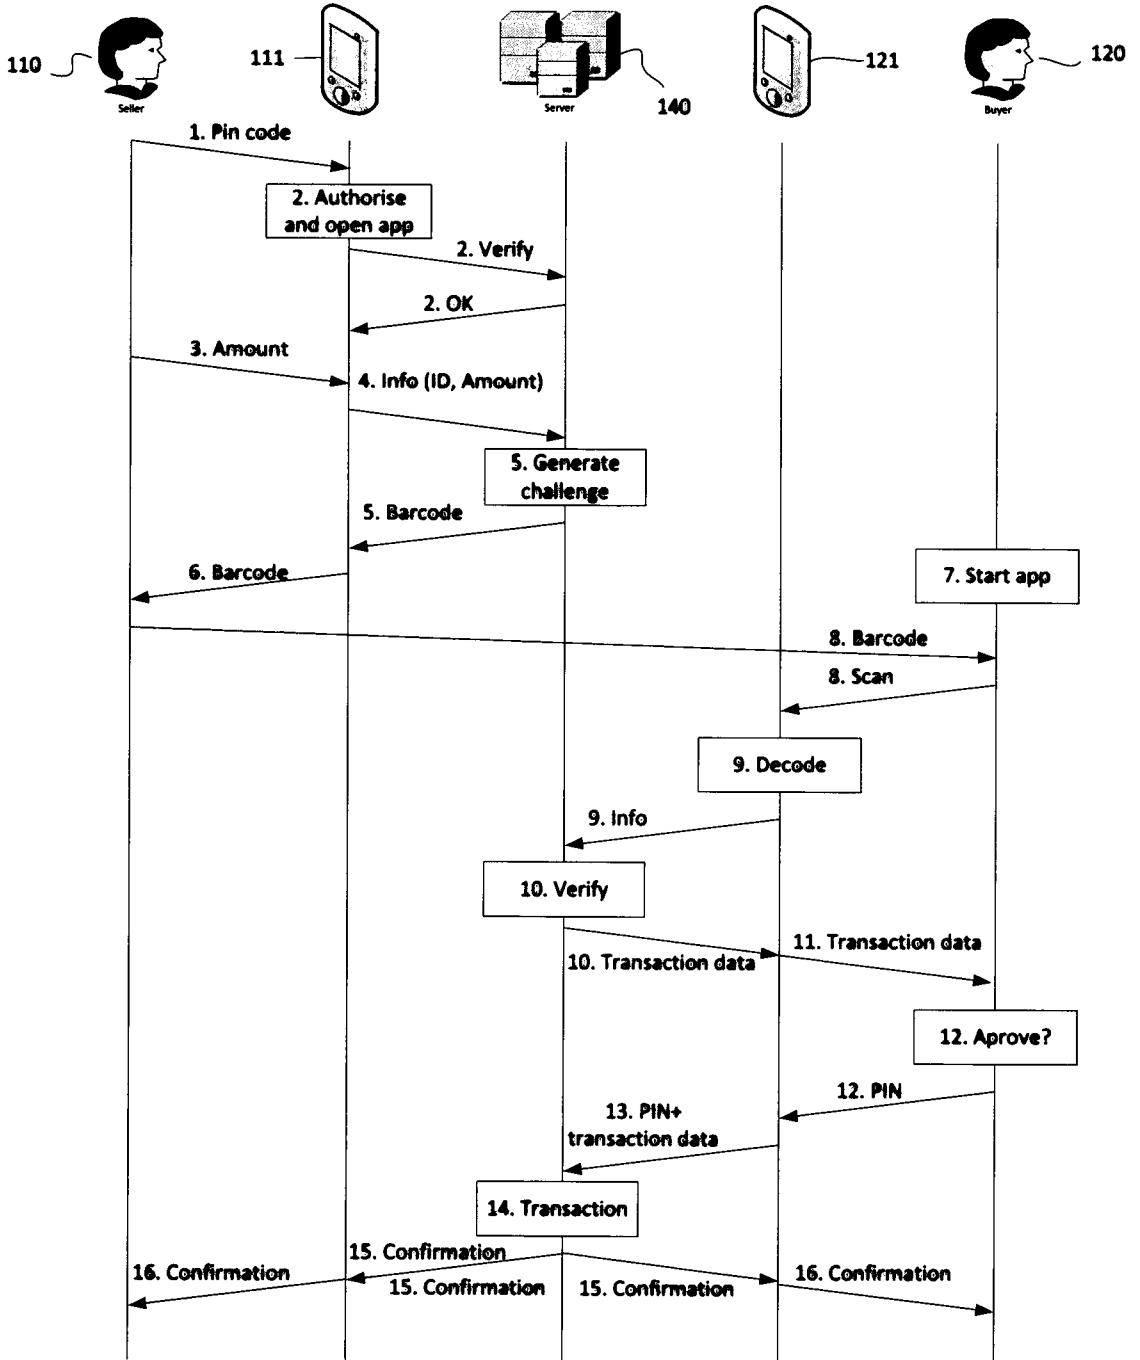 110
111
140
121
120
Seller
Server
Buyer
1. Pin code
2. Authorise
and open app
2. Verify
2. OK
3. Amount
4. Info (ID, Amount)
5. Generate
challenge
5. Barcode
6. Barcode
7. Start app
8. Barcode
8. Scan
9. Decode
9. Info
10. Verify
10. Transaction data
11. Transaction data
12. Aprove?
12. PIN
13. PIN+
transaction data
14. Transaction
15. Confirmation
16. Confirmation
15. Confirmation
15. Confirmation
16. Confirmation